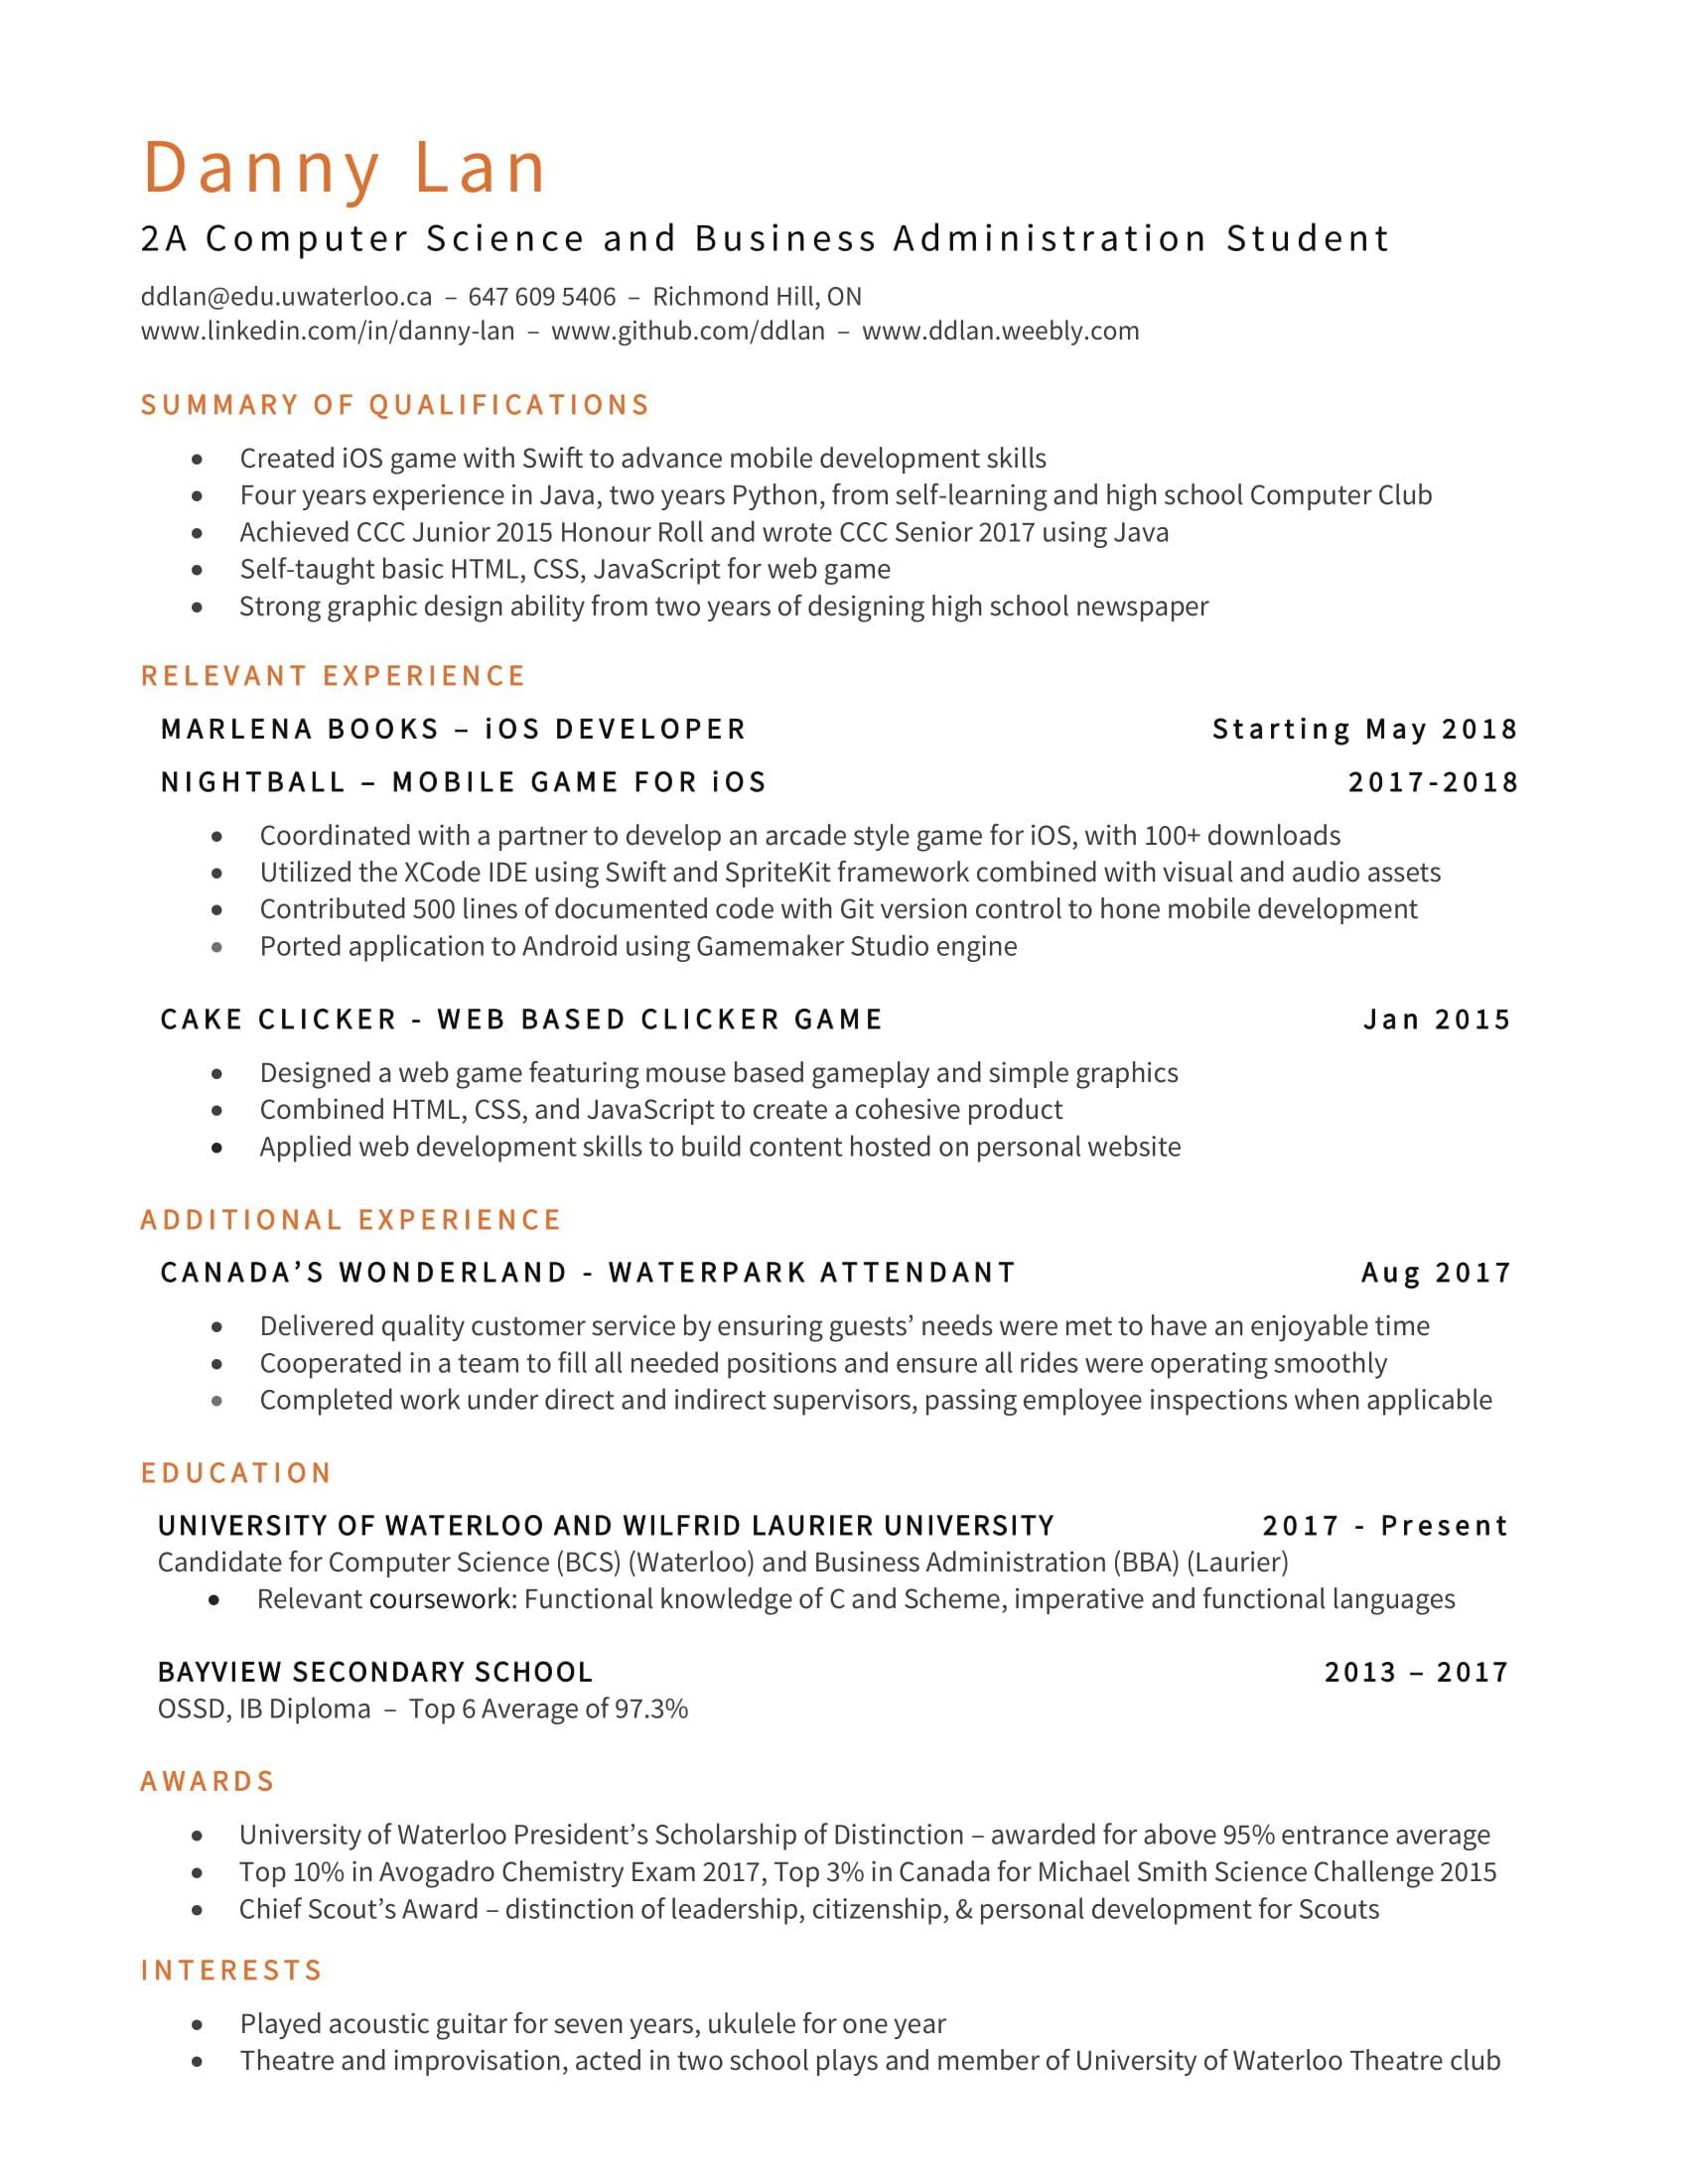 Danny Lan
2A Computer Science and Business Administration Student
ddlan@edu.uwaterloo.ca – 647 609 5406 – Richmond Hill, ON
www.linkedin.com/in/danny-lan – www.github.com/ddlan – www.ddlan.weebly.com
SUMMARY OF QUALIFICATIONS
• Created iOS game with Swift to advance mobile development skills
• Four years experience in Java, two years Python, from self-learning and high school Computer Club
• Achieved CCC Junior 2015 Honour Roll and wrote CCC Senior 2017 using Java
• Self-taught basic HTML, CSS, JavaScript for web game
• Strong graphic design ability from two years of designing high school newspaper
RELEVANT EXPERIENCE
MARLENA BOOKS – iOS DEVELOPER Starting May 2018
NIGHTBALL – MOBILE GAME FOR iOS 2017-2018
• Coordinated with a partner to develop an arcade style game for iOS, with 100+ downloads
• Utilized the XCode IDE using Swift and SpriteKit framework combined with visual and audio assets
• Contributed 500 lines of documented code with Git version control to hone mobile development
• Ported application to Android using Gamemaker Studio engine
CAKE CLICKER - WEB BASED CLICKER GAME Jan 2015
• Designed a web game featuring mouse based gameplay and simple graphics
• Combined HTML, CSS, and JavaScript to create a cohesive product
• Applied web development skills to build content hosted on personal website
ADDITIONAL EXPERIENCE
CANADA’S WONDERLAND - WATERPARK ATTENDANT Aug 2017
• Delivered quality customer service by ensuring guests’ needs were met to have an enjoyable time
• Cooperated in a team to fill all needed positions and ensure all rides were operating smoothly
• Completed work under direct and indirect supervisors, passing employee inspections when applicable
EDUCATION
UNIVERSITY OF WATERLOO AND WILFRID LAURIER UNIVERSITY 2017 - Present
Candidate for Computer Science (BCS) (Waterloo) and Business Administration (BBA) (Laurier)
• Relevant coursework: Functional knowledge of C and Scheme, imperative and functional languages
BAYVIEW SECONDARY SCHOOL 2013 – 2017
OSSD, IB Diploma – Top 6 Average of 97.3%
AWARDS
• University of Waterloo President’s Scholarship of Distinction – awarded for above 95% entrance average
• Top 10% in Avogadro Chemistry Exam 2017, Top 3% in Canada for Michael Smith Science Challenge 2015
• Chief Scout’s Award – distinction of leadership, citizenship, & personal development for Scouts
INTERESTS
• Played acoustic guitar for seven years, ukulele for one year
• Theatre and improvisation, acted in two school plays and member of University of Waterloo Theatre club